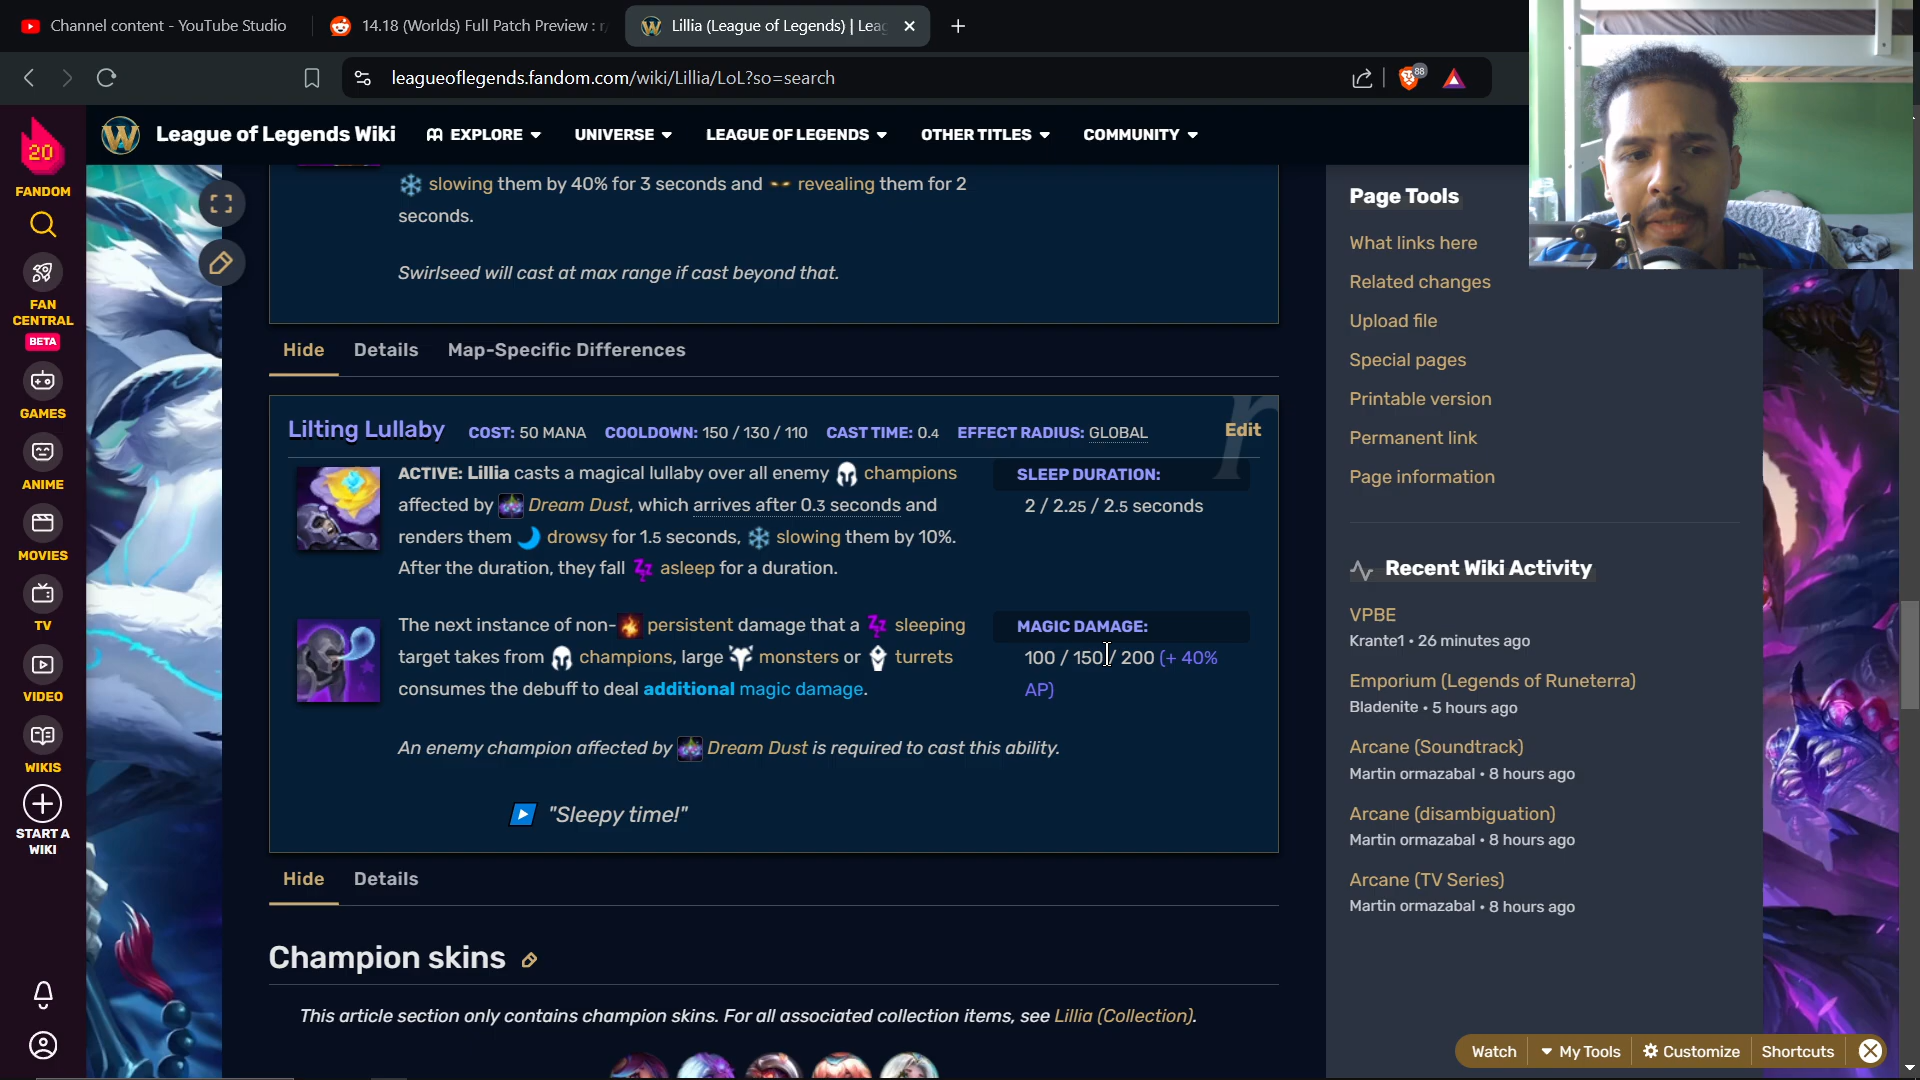 Channel content - YouTube Studio
14.18 (Worlds) Full Patch Preview : r/
Lillia (League of Legends) | Leag
leagueoflegends.fandom.com/wiki/Lillia/LoL?so=search
88
20
FANDOM
FAN
CENTRAL
BETA
GAMES
ANIME
MOVIES
TV
VIDEO
WIKIS
START A
WIKI
League of Legends Wiki
EXPLORE
UNIVERSE
LEAGUE OF LEGENDS
OTHER TITLES
COMMUNITY
slowing them by 40% for 3 seconds and revealing them for 2
seconds.
Swirlseed will cast at max range if cast beyond that.
Hide Details Map-Specific Differences
Lilting Lullaby COST: 50 MANA COOLDOWN: 150 / 130 / 110 CAST TIME: 0.4 EFFECT RADIUS: GLOBAL Edit
ACTIVE: Lillia casts a magical lullaby over all enemy champions
affected by Dream Dust, which arrives after 0.3 seconds and
renders them drowsy for 1.5 seconds, slowing them by 10%.
After the duration, they fall asleep for a duration.
SLEEP DURATION:
2 / 2.25 / 2.5 seconds
The next instance of non- persistent damage that a sleeping
target takes from champions, large monsters or turrets
consumes the debuff to deal additional magic damage.
MAGIC DAMAGE:
100 / 150 / 200 (+ 40%
AP)
An enemy champion affected by Dream Dust is required to cast this ability.
"Sleepy time!"
Hide Details
Champion skins
This article section only contains champion skins. For all associated collection items, see Lillia (Collection).
Page Tools
What links here
Related changes
Upload file
Special pages
Printable version
Permanent link
Page information
Recent Wiki Activity
VPBE
Krante1 • 26 minutes ago
Emporium (Legends of Runeterra)
Bladenite • 5 hours ago
Arcane (Soundtrack)
Martin ormazabal • 8 hours ago
Arcane (disambiguation)
Martin ormazabal • 8 hours ago
Arcane (TV Series)
Martin ormazabal • 8 hours ago
Watch My Tools Customize Shortcuts